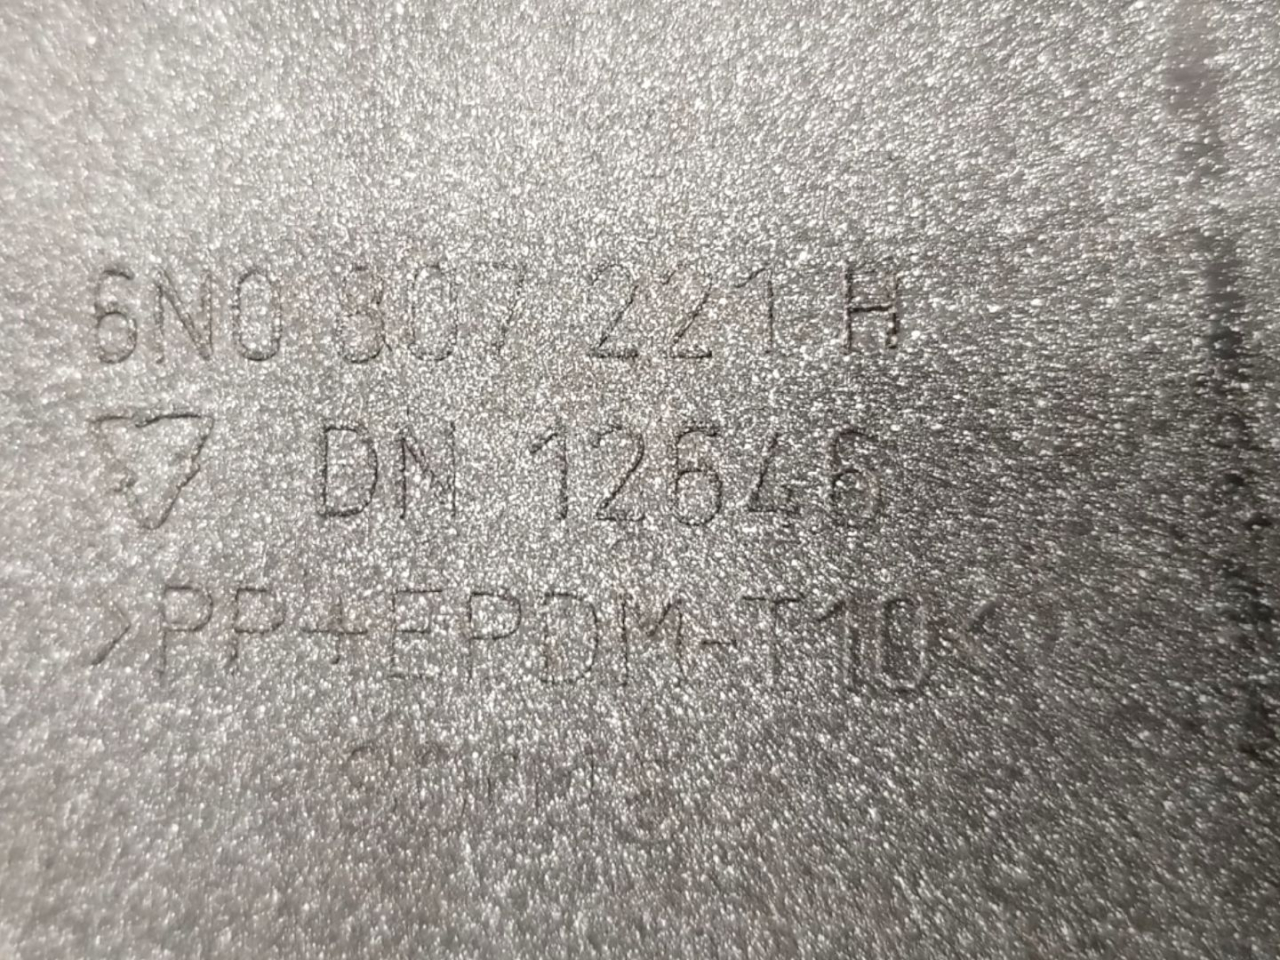 6N0 807 221 H
DN 12646
>PP+EPDM-T10<